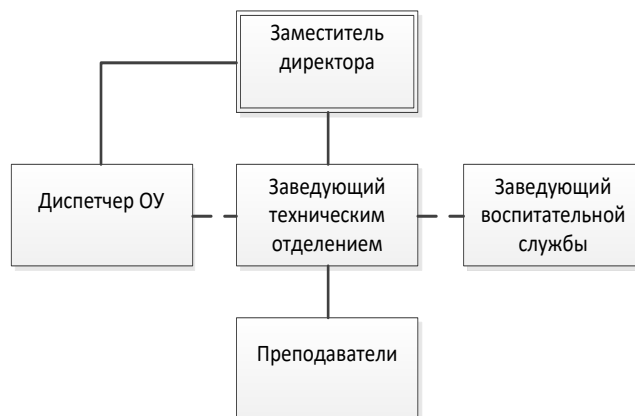 Заместитель
директора
Диспетчер ОУ
Заведующий
техническим
отделением
Заведующий
воспитательной
службы
Преподаватели